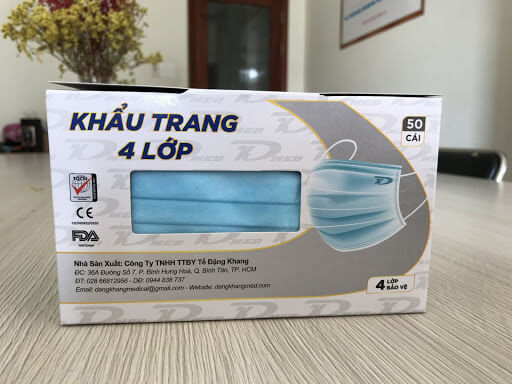 KHẨU TRANG
4 LỚP
50
CÁI
TQCSI
CE
FDA
Nhà Sản Xuất: Công Ty TNHH TTBY Tế Đặng Khang
ĐC: 36A Đường Số 7, P. Bình Hưng Hoà, Q. Bình Tân, TP. HCM
ĐT: 028 66812956 - DĐ: 0944 838 737
Email: dangkhangmedical@gmail.com - Website: dangkhangmed.com
4 LỚP
BẢO VỆ